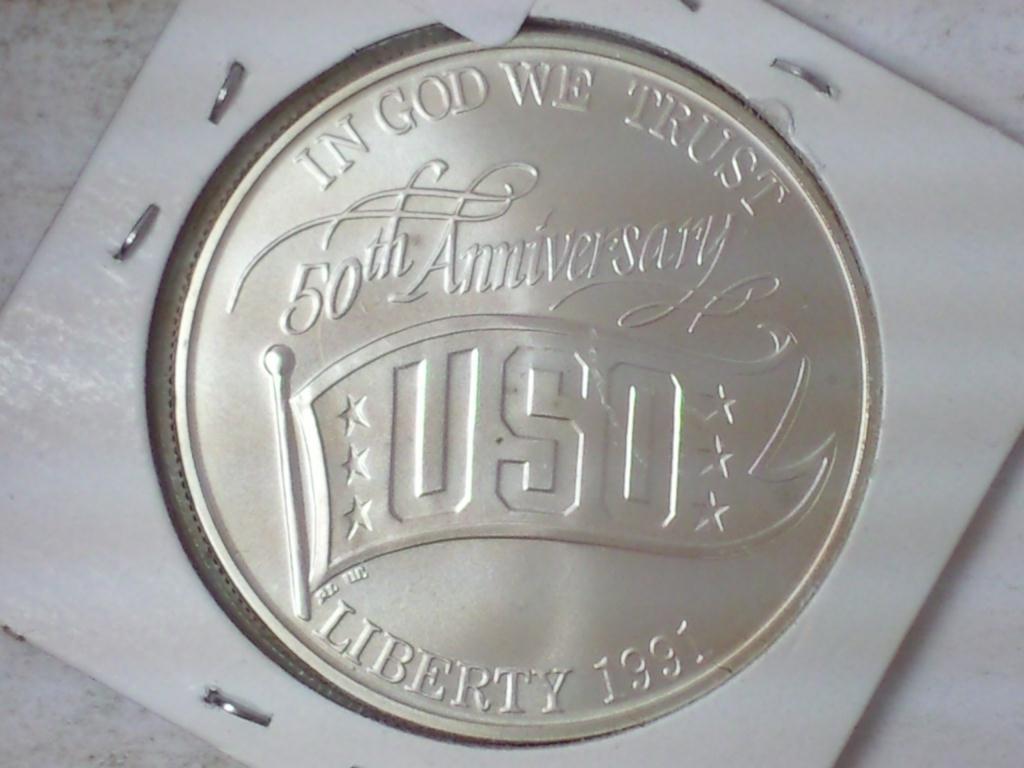 IN GOD WE TRUST
50th Anniversary
USO
LIBERTY 1991